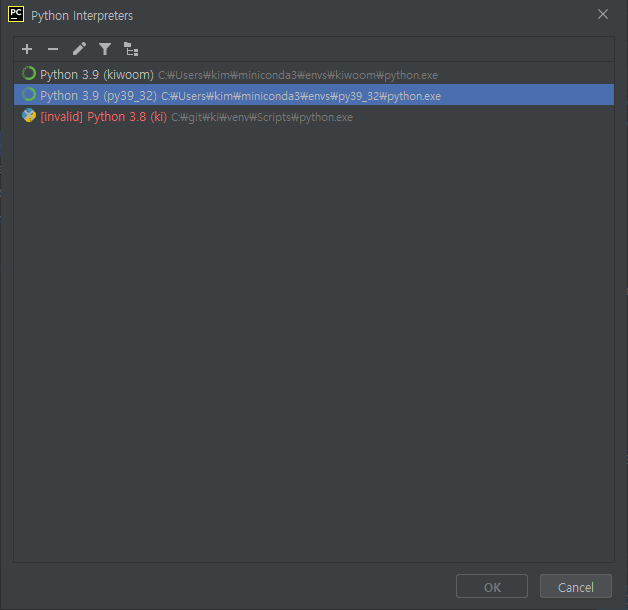 PC Python Interpreters
Python 3.9 (kiwoom) C:₩Users₩kim₩miniconda3₩envs₩kiwoom₩python.exe
Python 3.9 (py39_32) C:₩Users₩kim₩miniconda3₩envs₩py39_32₩python.exe
[Invalid] Python 3.8 (ki) C:₩git₩ki₩venv₩Scripts₩python.exe
OK Cancel